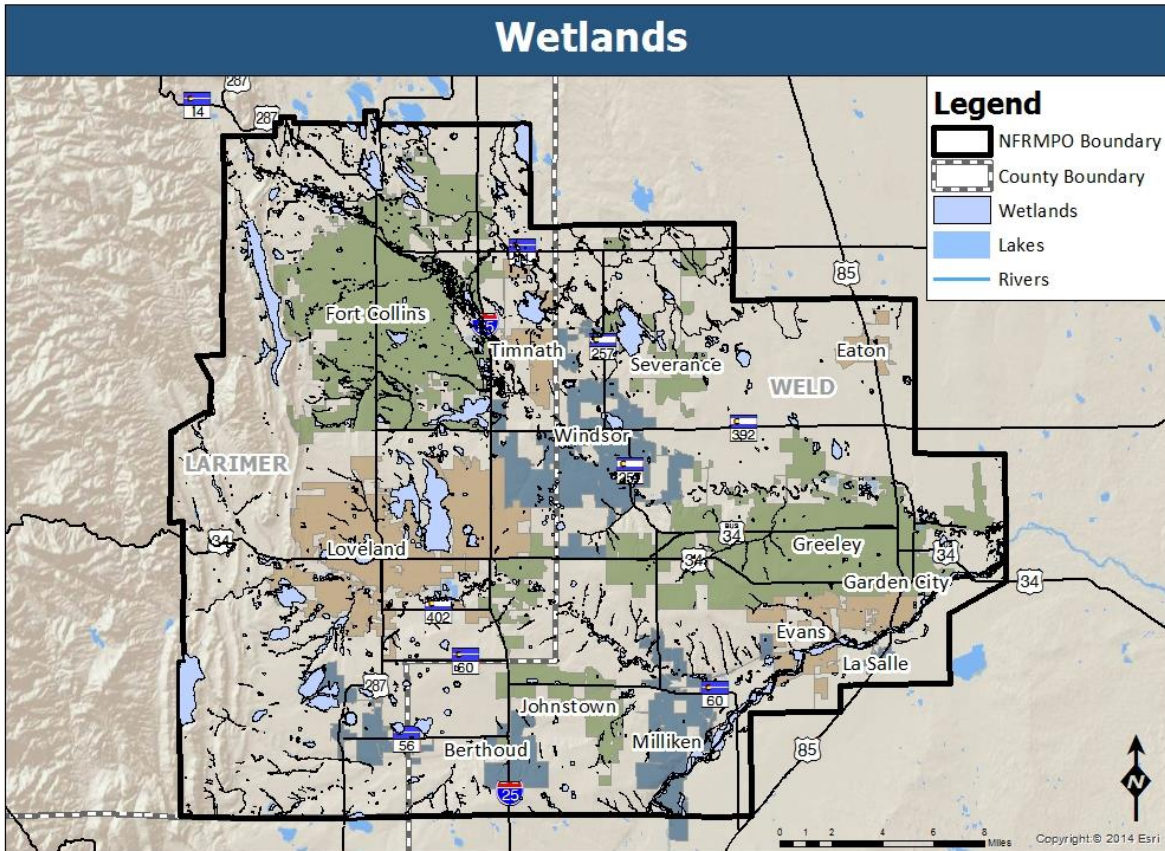 Wetlands
Legend
NFRMPO Boundary
County Boundary
Wetlands
Lakes
Rivers
287
14
287
85
Fort Collins
Timnath
257
Severance
Eaton
WELD
392
Windsor
LARIMER
34
Loveland
BUS
34
34
Greeley
BUS
34
34
Garden City
402
Evans
La Salle
60
287
60
Johnstown
56
Berthoud
Milliken
85
25
N
0 1 2 4 6 8
Miles
Copyright:© 2014 Esri